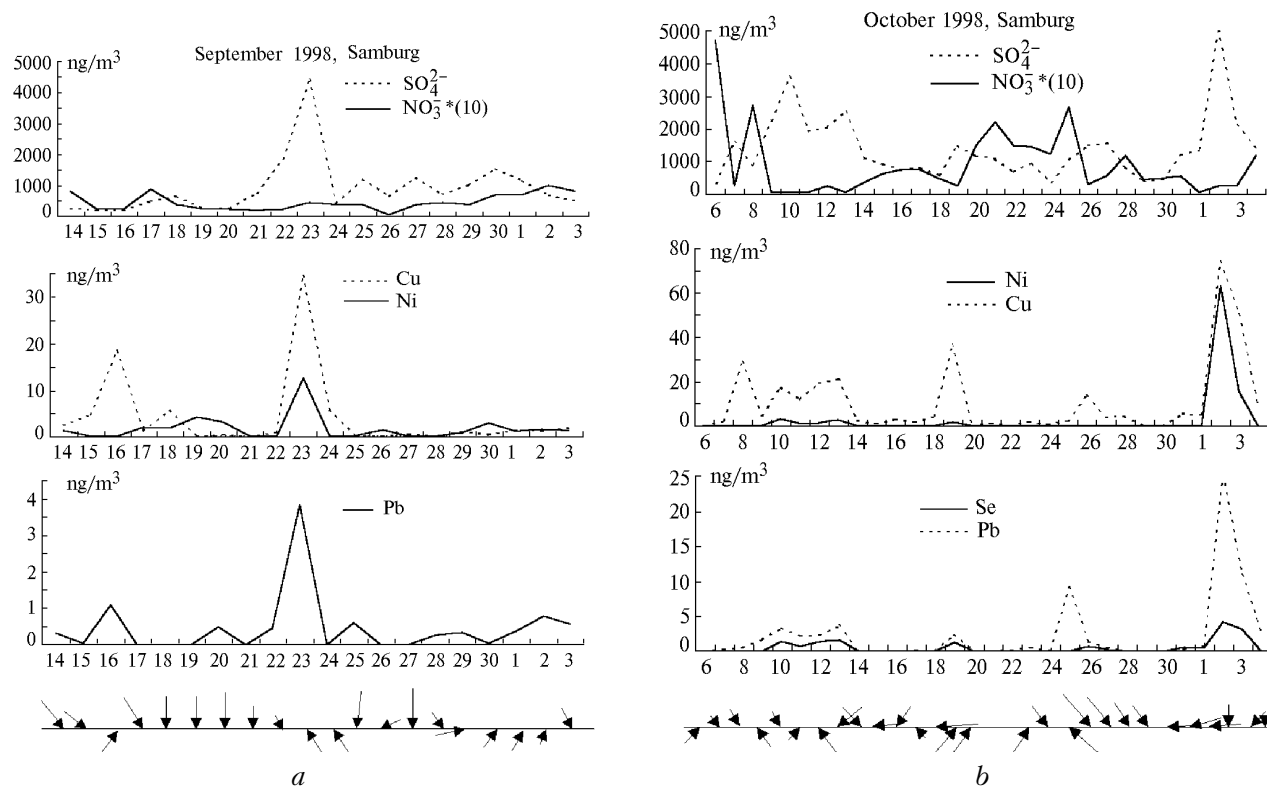 September 1998, Samburg
ng/m³
SO₄²⁻
NO₃⁻*(10)
5000
4000
3000
2000
1000
0
14 15 16 17 18 19 20 21 22 23 24 25 26 27 28 29 30 1 2 3
ng/m³
Cu
Ni
30
20
10
0
14 15 16 17 18 19 20 21 22 23 24 25 26 27 28 29 30 1 2 3
ng/m³
Pb
4
3
2
1
0
14 15 16 17 18 19 20 21 22 23 24 25 26 27 28 29 30 1 2 3
a
October 1998, Samburg
ng/m³
SO₄²⁻
NO₃⁻*(10)
5000
4000
3000
2000
1000
0
6 8 10 12 14 16 18 20 22 24 26 28 30 1 3
ng/m³
Ni
Cu
80
60
40
20
0
6 8 10 12 14 16 18 20 22 24 26 28 30 1 3
ng/m³
Se
Pb
25
20
15
10
5
0
6 8 10 12 14 16 18 20 22 24 26 28 30 1 3
b